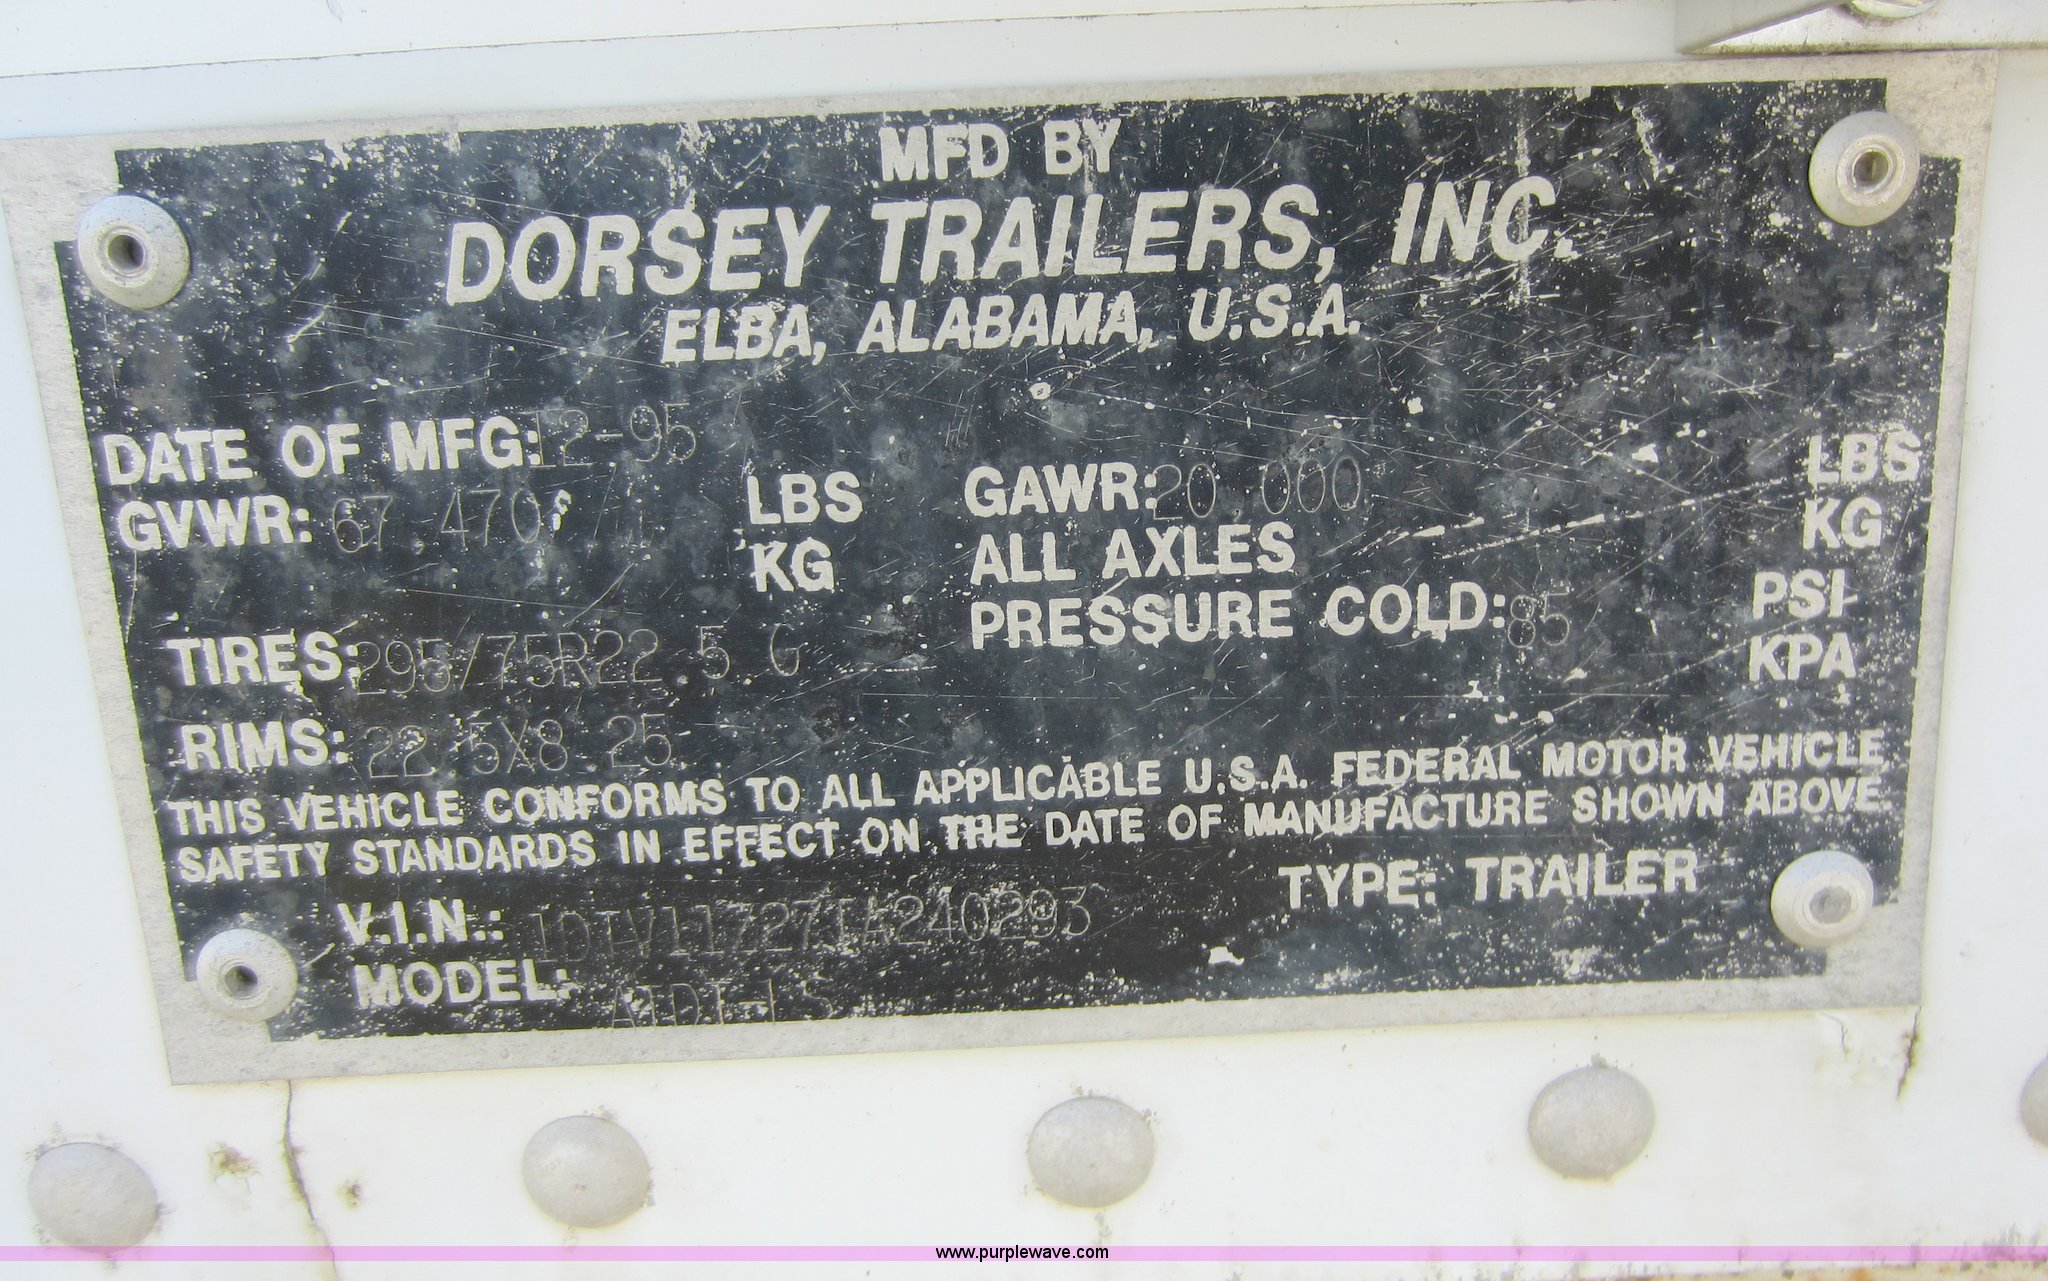 MFD BY
DORSEY TRAILERS, INC.
ELBA, ALABAMA, U.S.A.
DATE OF MFG: 12-95
GVWR: 67,470 LBS
KG
GAWR: 20,000 LBS
ALL AXLES KG
PRESSURE COLD: 85 PSI
KPA
TIRES: 295/75R22.5 G
RIMS: 22.5X8.25
THIS VEHICLE CONFORMS TO ALL APPLICABLE U.S.A. FEDERAL MOTOR VEHICLE
SAFETY STANDARDS IN EFFECT ON THE DATE OF MANUFACTURE SHOWN ABOVE.
V.I.N.:
TYPE: TRAILER
MODEL:
www.purplewave.com